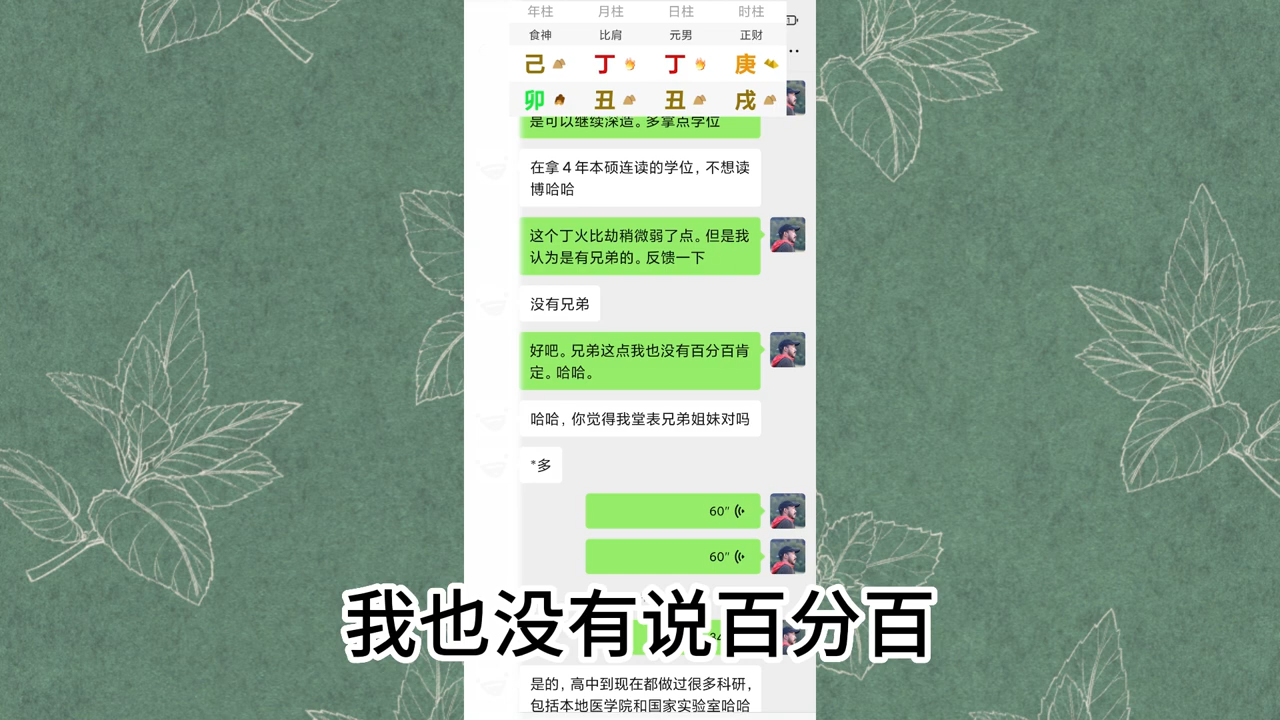 年柱 月柱 日柱 时柱
食神 比肩 元男 正财
己 丁 丁 庚
卯 丑 丑 戌
是可以继续深造。多拿点学位
在拿４年本硕连读的学位，不想读
博哈哈
这个丁火比劫稍微弱了点。但是我
认为是有兄弟的。反馈一下
没有兄弟
好吧。兄弟这点我也没有百分百肯
定。哈哈。
哈哈，你觉得我堂表兄弟姐妹对吗
*多
60"
60"
我也没有说百分百
是的，高中到现在都做过很多科研，
包括本地医学院和国家实验室哈哈